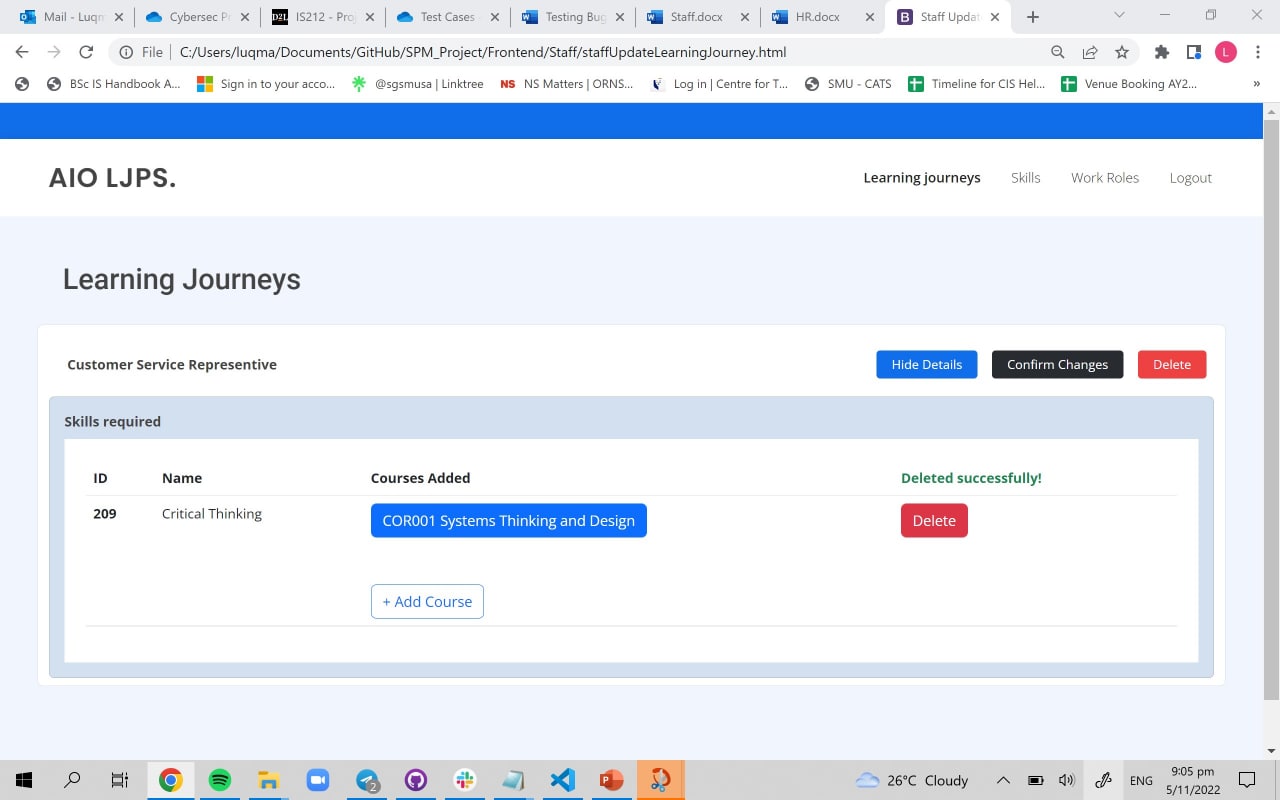 Mail - Luqm
Cybersec Pr
D2L IS212 - Proj
Test Cases -
Testing Bug
Staff.docx
HR.docx
B Staff Updat
File C:/Users/luqma/Documents/GitHub/SPM_Project/Frontend/Staff/staffUpdateLearningJourney.html L
BSc IS Handbook A... Sign in to your acco... @sgsmusa | Linktree NS NS Matters | ORNS... Log in | Centre for T... SMU - CATS Timeline for CIS Hel... Venue Booking AY2... »
AIO LJPS. Learning journeys Skills Work Roles Logout
Learning Journeys
Customer Service Representive Hide Details Confirm Changes Delete
Skills required
ID Name Courses Added Deleted successfully!
209 Critical Thinking COR001 Systems Thinking and Design Delete
+ Add Course
2 26°C Cloudy ENG 9:05 pm
5/11/2022